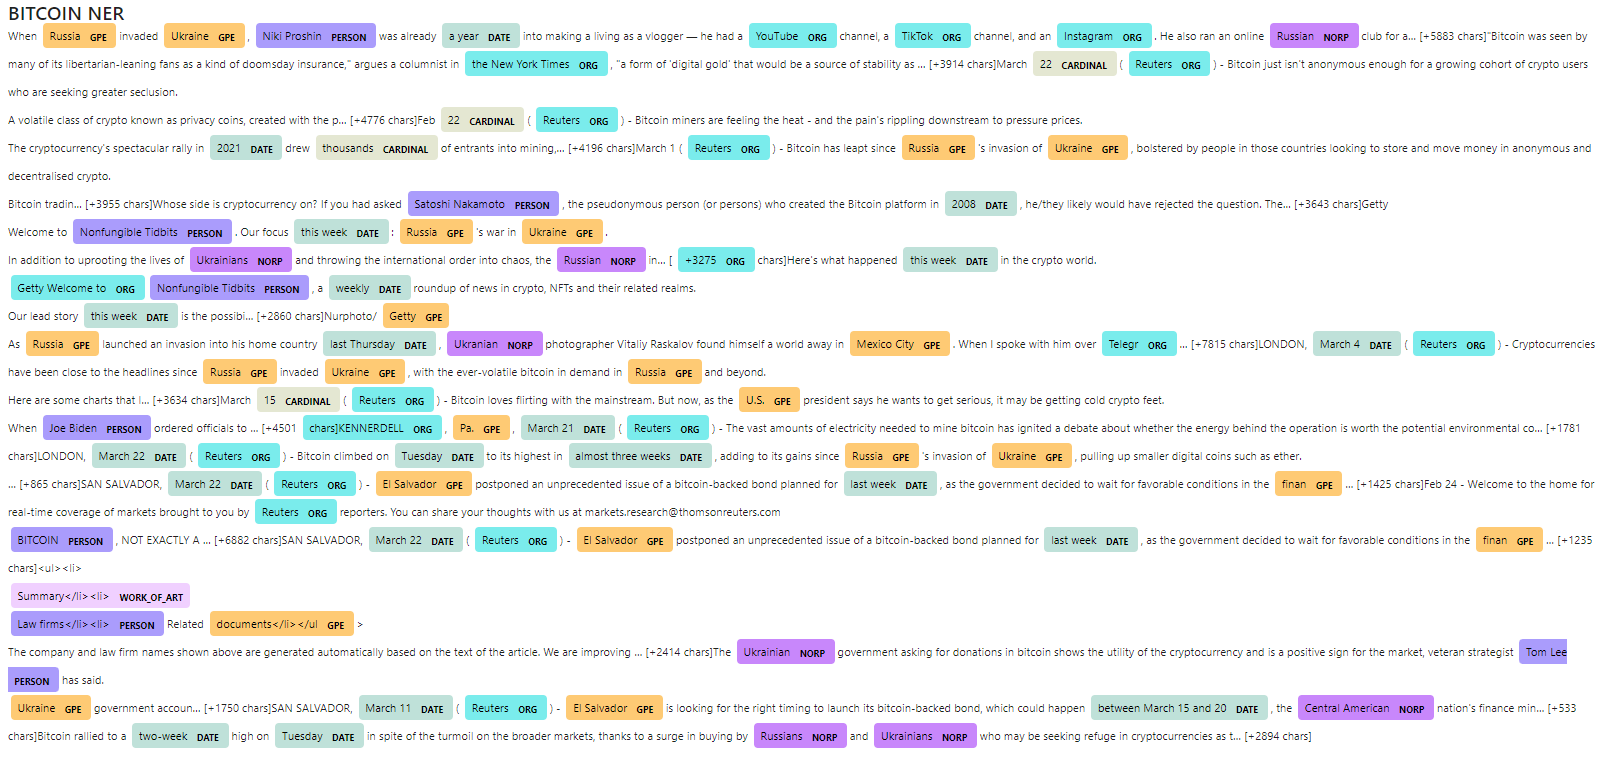 BITCOIN NER
When Russia GPE invaded Ukraine GPE , Niki Proshin PERSON was already a year DATE into making a living as a vlogger — he had a YouTube ORG channel, a TikTok ORG channel, and an Instagram ORG . He also ran an online Russian NORP club for a... [+5883 chars]"Bitcoin was seen by
many of its libertarian-leaning fans as a kind of doomsday insurance," argues a columnist in the New York Times ORG , "a form of 'digital gold' that would be a source of stability as ... [+3914 chars]March 22 CARDINAL ( Reuters ORG ) - Bitcoin just isn't anonymous enough for a growing cohort of crypto users
who are seeking greater seclusion.
A volatile class of crypto known as privacy coins, created with the p... [+4776 chars]Feb 22 CARDINAL ( Reuters ORG ) - Bitcoin miners are feeling the heat - and the pain's rippling downstream to pressure prices.
The cryptocurrency's spectacular rally in 2021 DATE drew thousands CARDINAL of entrants into mining,... [+4196 chars]March 1 ( Reuters ORG ) - Bitcoin has leapt since Russia GPE 's invasion of Ukraine GPE , bolstered by people in those countries looking to store and move money in anonymous and
decentralised crypto.
Bitcoin tradin... [+3955 chars]Whose side is cryptocurrency on? If you had asked Satoshi Nakamoto PERSON , the pseudonymous person (or persons) who created the Bitcoin platform in 2008 DATE , he/they likely would have rejected the question. The... [+3643 chars]Getty
Welcome to Nonfungible Tidbits PERSON . Our focus this week DATE : Russia GPE 's war in Ukraine GPE .
In addition to uprooting the lives of Ukrainians NORP and throwing the international order into chaos, the Russian NORP in... [ +3275 ORG chars]Here's what happened this week DATE in the crypto world.
Getty Welcome to ORG Nonfungible Tidbits PERSON , a weekly DATE roundup of news in crypto, NFTs and their related realms.
Our lead story this week DATE is the possibi... [+2860 chars]Nurphoto/ Getty GPE
As Russia GPE launched an invasion into his home country last Thursday DATE , Ukranian NORP photographer Vitaliy Raskalov found himself a world away in Mexico City GPE . When I spoke with him over Telegr ORG ... [+7815 chars]LONDON, March 4 DATE ( Reuters ORG ) - Cryptocurrencies
have been close to the headlines since Russia GPE invaded Ukraine GPE , with the ever-volatile bitcoin in demand in Russia GPE and beyond.
Here are some charts that l... [+3634 chars]March 15 CARDINAL ( Reuters ORG ) - Bitcoin loves flirting with the mainstream. But now, as the U.S. GPE president says he wants to get serious, it may be getting cold crypto feet.
When Joe Biden PERSON ordered officials to ... [+4501 chars]KENNERDELL ORG , Pa. GPE , March 21 DATE ( Reuters ORG ) - The vast amounts of electricity needed to mine bitcoin has ignited a debate about whether the energy behind the operation is worth the potential environmental co... [+1781
chars]LONDON, March 22 DATE ( Reuters ORG ) - Bitcoin climbed on Tuesday DATE to its highest in almost three weeks DATE , adding to its gains since Russia GPE 's invasion of Ukraine GPE , pulling up smaller digital coins such as ether.
... [+865 chars]SAN SALVADOR, March 22 DATE ( Reuters ORG ) - El Salvador GPE postponed an unprecedented issue of a bitcoin-backed bond planned for last week DATE , as the government decided to wait for favorable conditions in the finan GPE ... [+1425 chars]Feb 24 - Welcome to the home for
real-time coverage of markets brought to you by Reuters ORG reporters. You can share your thoughts with us at markets.research@thomsonreuters.com
BITCOIN PERSON , NOT EXACTLY A ... [+6882 chars]SAN SALVADOR, March 22 DATE ( Reuters ORG ) - El Salvador GPE postponed an unprecedented issue of a bitcoin-backed bond planned for last week DATE , as the government decided to wait for favorable conditions in the finan GPE ... [+1235
chars]<ul><li>
Summary</li><li> WORK_OF_ART
Law firms</li><li> PERSON Related documents</li></ul GPE >
The company and law firm names shown above are generated automatically based on the text of the article. We are improving ... [+2414 chars]The Ukrainian NORP government asking for donations in bitcoin shows the utility of the cryptocurrency and is a positive sign for the market, veteran strategist Tom Lee
PERSON has said.
Ukraine GPE government accoun... [+1750 chars]SAN SALVADOR, March 11 DATE ( Reuters ORG ) - El Salvador GPE is looking for the right timing to launch its bitcoin-backed bond, which could happen between March 15 and 20 DATE , the Central American NORP nation's finance min... [+533
chars]Bitcoin rallied to a two-week DATE high on Tuesday DATE in spite of the turmoil on the broader markets, thanks to a surge in buying by Russians NORP and Ukrainians NORP who may be seeking refuge in cryptocurrencies as t... [+2894 chars]